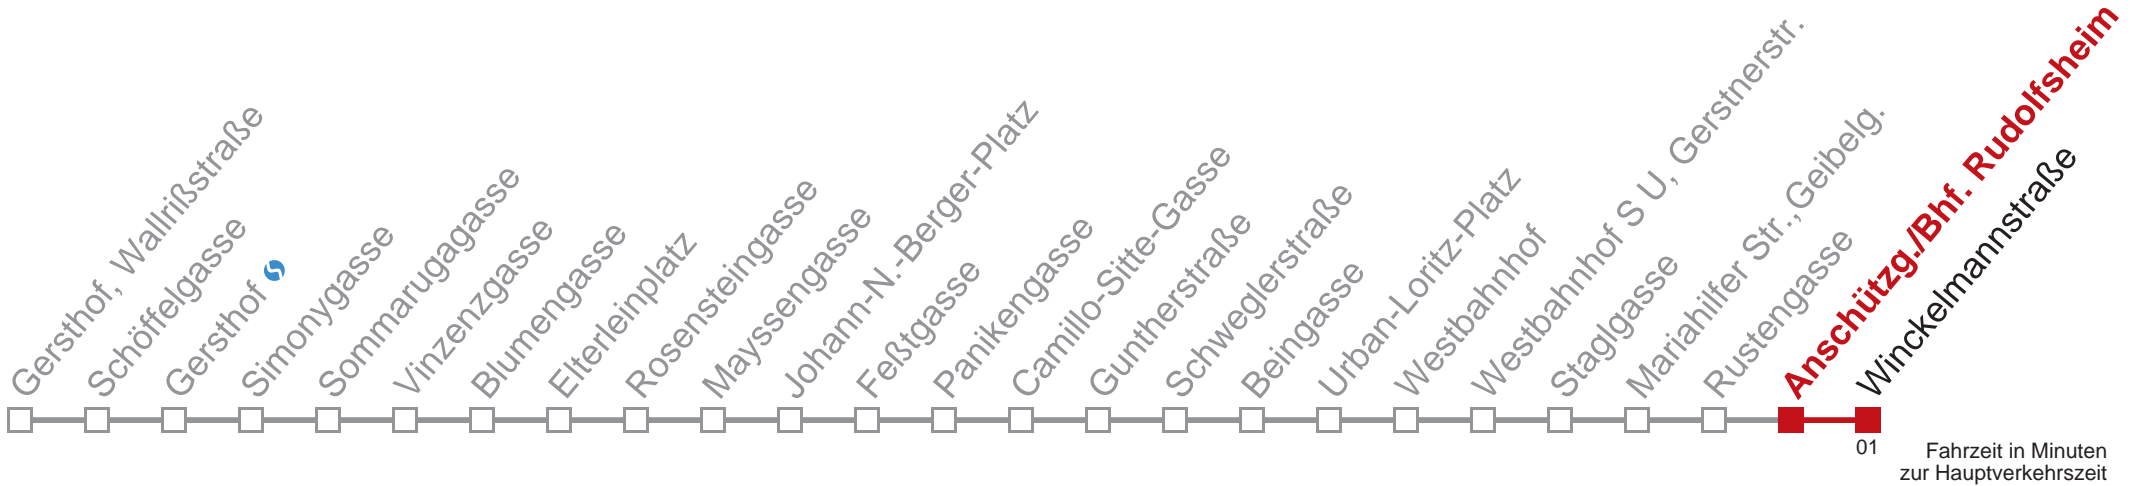 Gersthof, Wallrißstraße
Schöffelgasse
Gersthof
Simonygasse
Sommarugagasse
Vinzenzgasse
Blumengasse
Elterleinplatz
Rosensteingasse
Mayssengasse
Johann-N.-Berger-Platz
Feßtgasse
Panikengasse
Camillo-Sitte-Gasse
Guntherstraße
Schweglerstraße
Beingasse
Urban-Loritz-Platz
Westbahnhof
Westbahnhof S U, Gerstnerstr.
Staglgasse
Mariahilfer Str.,Geibelg.
Rustengasse
Anschützg./Bhf. Rudolfsheim
Winckelmannstraße
01
Fahrzeit in Minuten
zur Hauptverkehrszeit